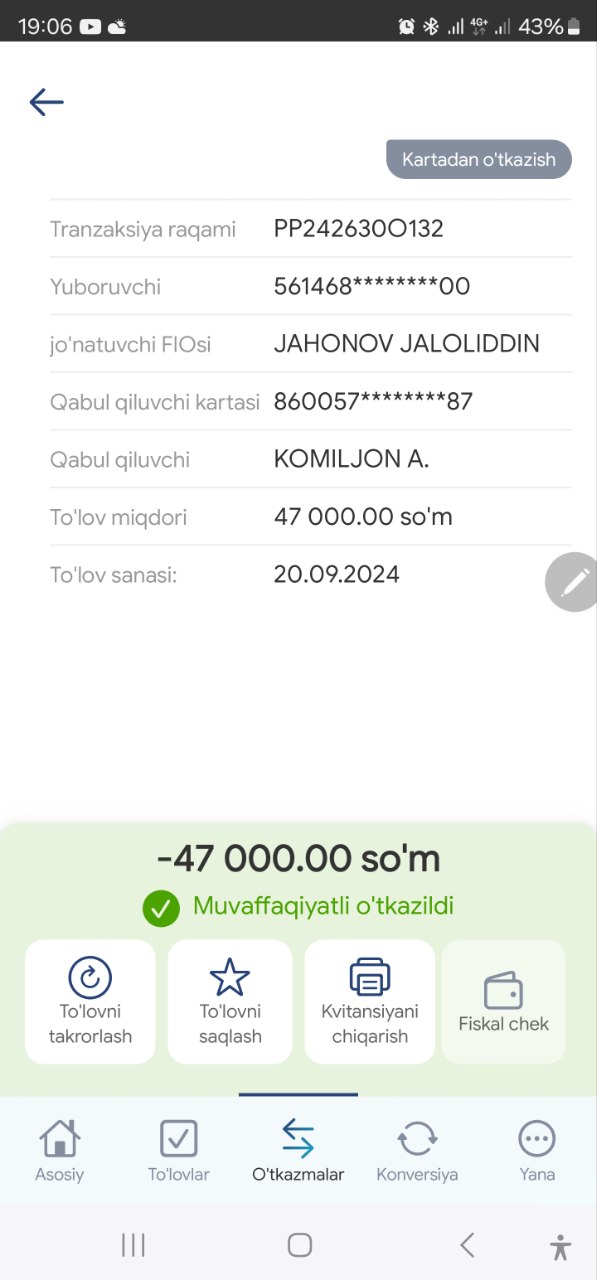 19:06 4G+ 43%
Kartadan o'tkazish
Tranzaksiya raqami PP242630O132
Yuboruvchi 561468********00
jo'natuvchi FIOsi JAHONOV JALOLIDDIN
Qabul qiluvchi kartasi 860057********87
Qabul qiluvchi KOMILJON A.
To'lov miqdori 47 000.00 so'm
To'lov sanasi: 20.09.2024
-47 000.00 so'm
Muvaffaqiyatli o'tkazildi
To'lovni takrorlash
To'lovni saqlash
Kvitansiyani chiqarish
Fiskal chek
Asosiy To'lovlar O'tkazmalar Konversiya Yana